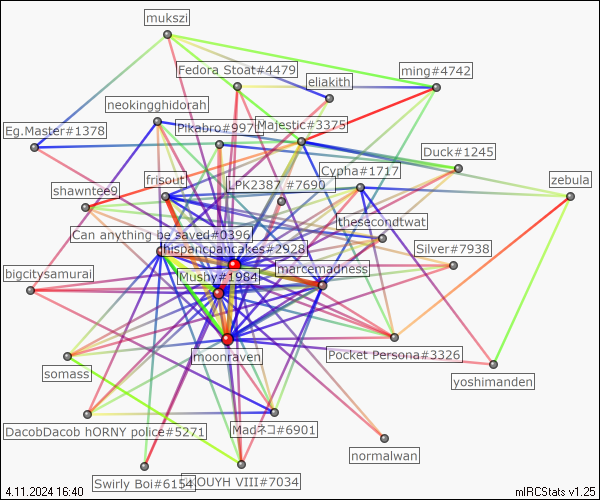 mukszi
Fedora Stoat#4479
ming#4742
eliakith
neokingghidorah
Pikabro#997
Majestic#3375
Eg.Master#1378
Duck#1245
Cypha#1717
frisout
LPK2387_#7690
zebula
shawntee9
thesecondtwat
Can anything be saved#0396
hispancpancakes#2928
Silver#7938
bigcitysamurai
Mushy#1984
marcemadness
moonraven
Pocket Persona#3326
somass
yoshimanden
DacobDacob hORNY police#5271
Madネコ#6901
normalwan
Swirly Boi#6154
OUYH VIII#7034
4.11.2024 16:40
mIRCStats v1.25